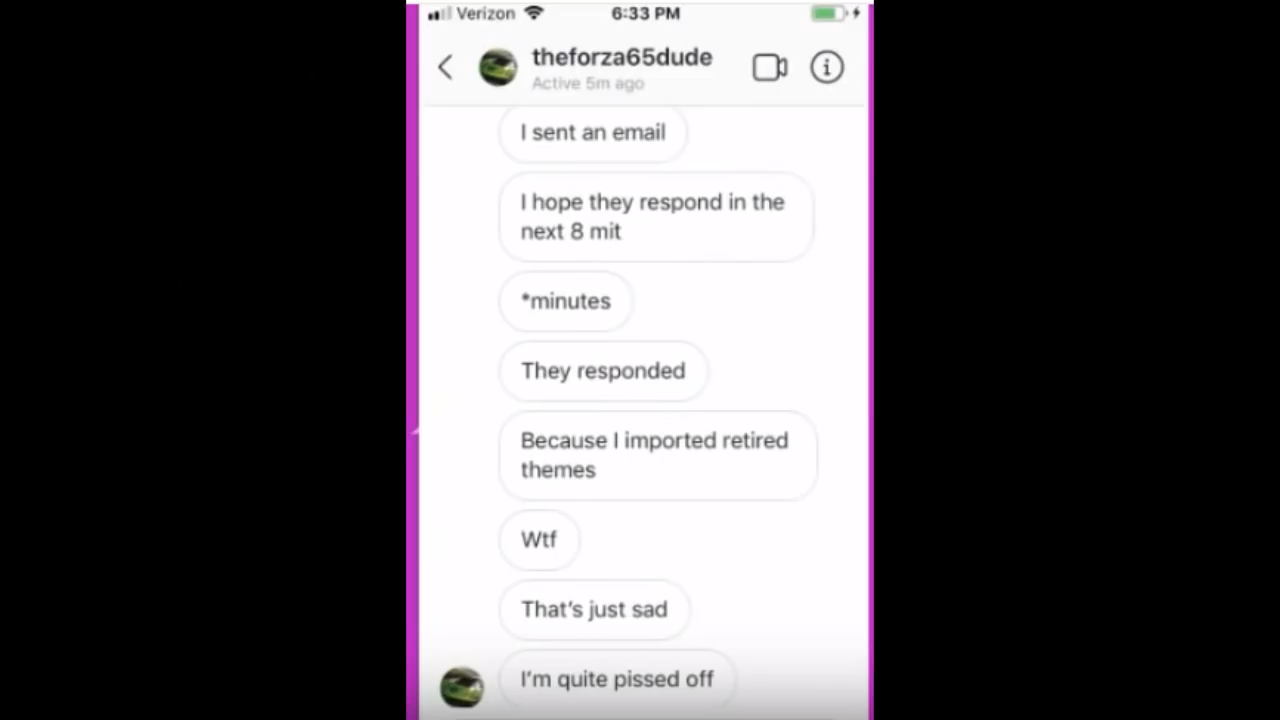 Verizon 6:33 PM
theforza65dude
Active 5m ago
I sent an email
I hope they respond in the
next 8 mit
*minutes
They responded
Because I imported retired
themes
Wtf
That's just sad
I'm quite pissed off